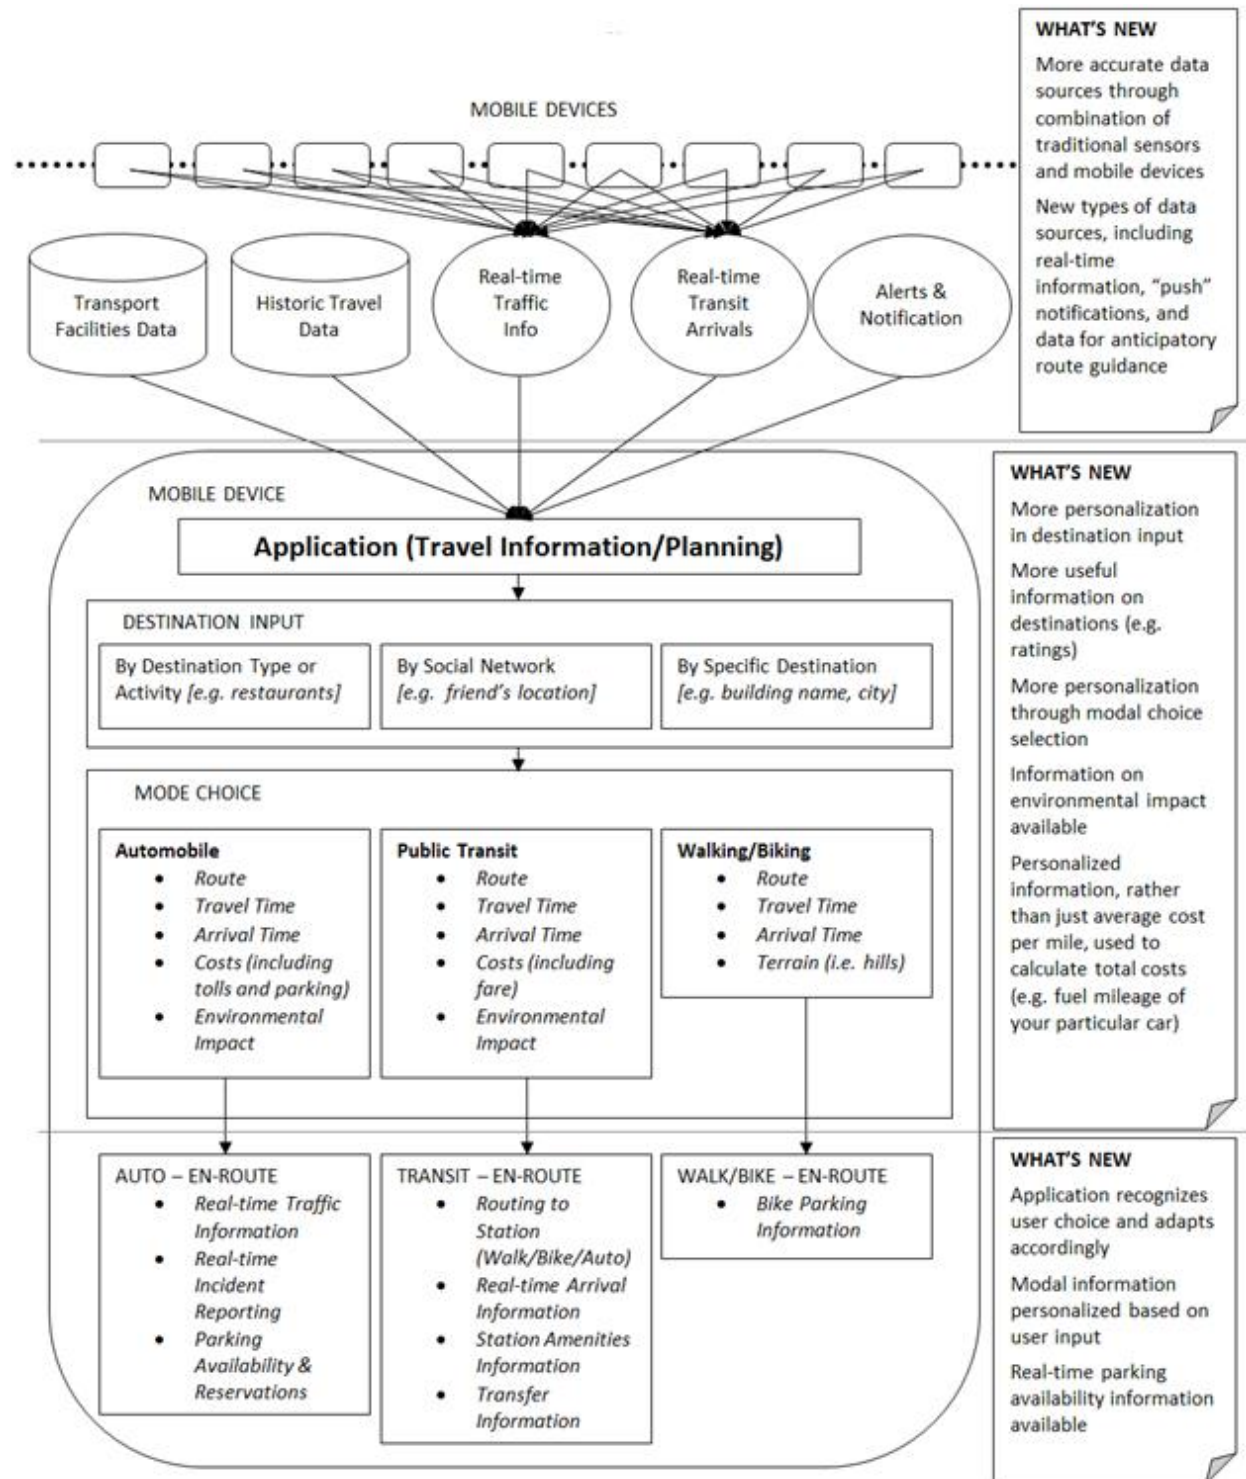 MOBILE DEVICES
WHAT'S NEW
More accurate data
sources through
combination of
traditional sensors
and mobile devices
New types of data
sources, including
real-time
information, “push”
notifications, and
data for anticipatory
route guidance
Transport
Facilities Data
Historic Travel
Data
Real-time
Traffic
Info
Real-time
Transit
Arrivals
Alerts &
Notification
MOBILE DEVICE
Application (Travel Information/Planning)
DESTINATION INPUT
By Destination Type or
Activity [e.g. restaurants]
By Social Network
[e.g. friend's location]
By Specific Destination
[e.g. building name, city]
MODE CHOICE
Automobile
• Route
• Travel Time
• Arrival Time
• Costs (including
tolls and parking)
• Environmental
Impact
Public Transit
• Route
• Travel Time
• Arrival Time
• Costs (including
fare)
• Environmental
Impact
Walking/Biking
• Route
• Travel Time
• Arrival Time
• Terrain (i.e. hills)
WHAT'S NEW
More personalization
in destination input
More useful
information on
destinations (e.g.
ratings)
More personalization
through modal choice
selection
Information on
environmental impact
available
Personalized
information, rather
than just average cost
per mile, used to
calculate total costs
(e.g. fuel mileage of
your particular car)
AUTO – EN-ROUTE
• Real-time Traffic
Information
• Real-time
Incident
Reporting
• Parking
Availability &
Reservations
TRANSIT – EN-ROUTE
• Routing to
Station
(Walk/Bike/Auto)
• Real-time Arrival
Information
• Station Amenities
Information
• Transfer
Information
WALK/BIKE – EN-ROUTE
• Bike Parking
Information
WHAT'S NEW
Application recognizes
user choice and adapts
accordingly
Modal information
personalized based on
user input
Real-time parking
availability information
available